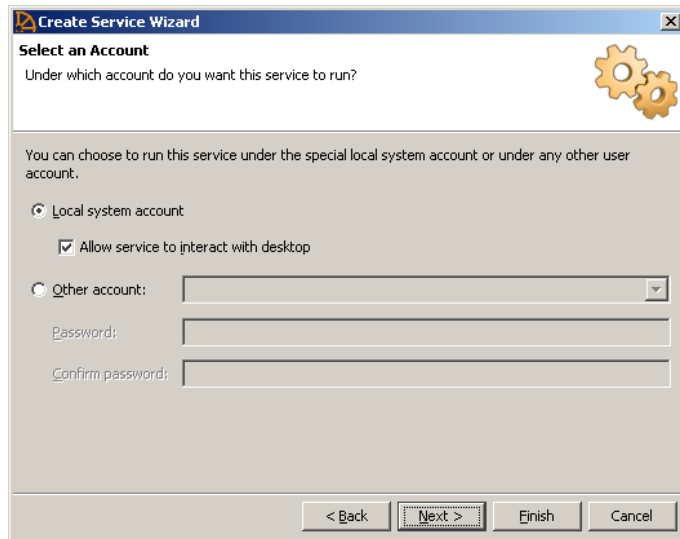 Create Service Wizard
Select an Account
Under which account do you want this service to run?
You can choose to run this service under the special local system account or under any other user
account.
Local system account
Allow service to interact with desktop
Other account:
Password:
Confirm password:
< Back
Next >
Finish
Cancel